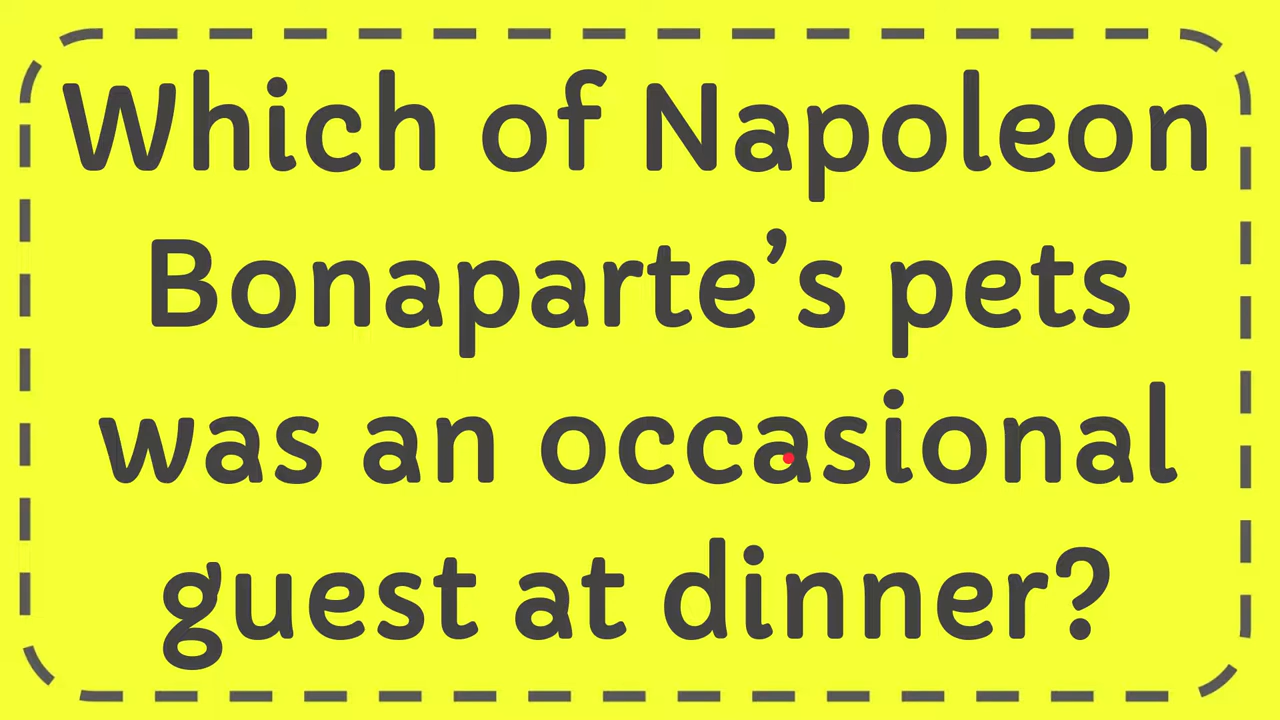 Which of Napoleon
Bonaparte’s pets
was an occasional
guest at dinner?